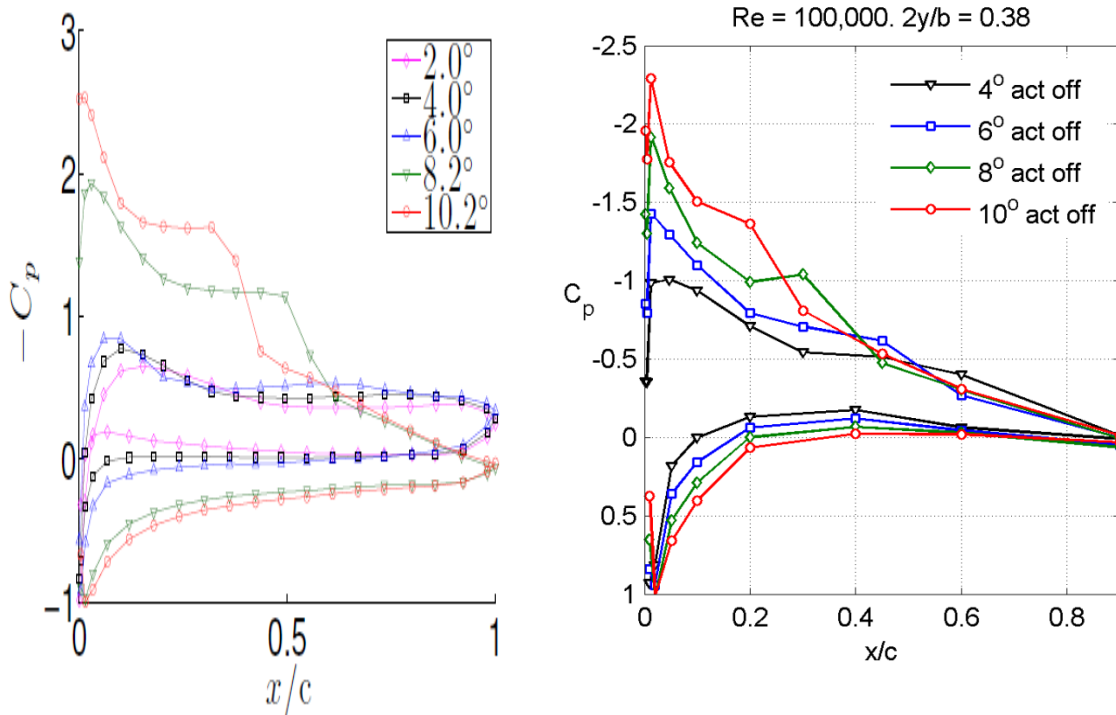 3
2
1
0
−1
−C_p
0
0.5
1
x/c
2.0°
4.0°
6.0°
8.2°
10.2°
Re = 100,000. 2y/b = 0.38
-2.5
-2
-1.5
-1
-0.5
0
0.5
1
C_p
0
0.2
0.4
0.6
0.8
x/c
4° act off
6° act off
8° act off
10° act off